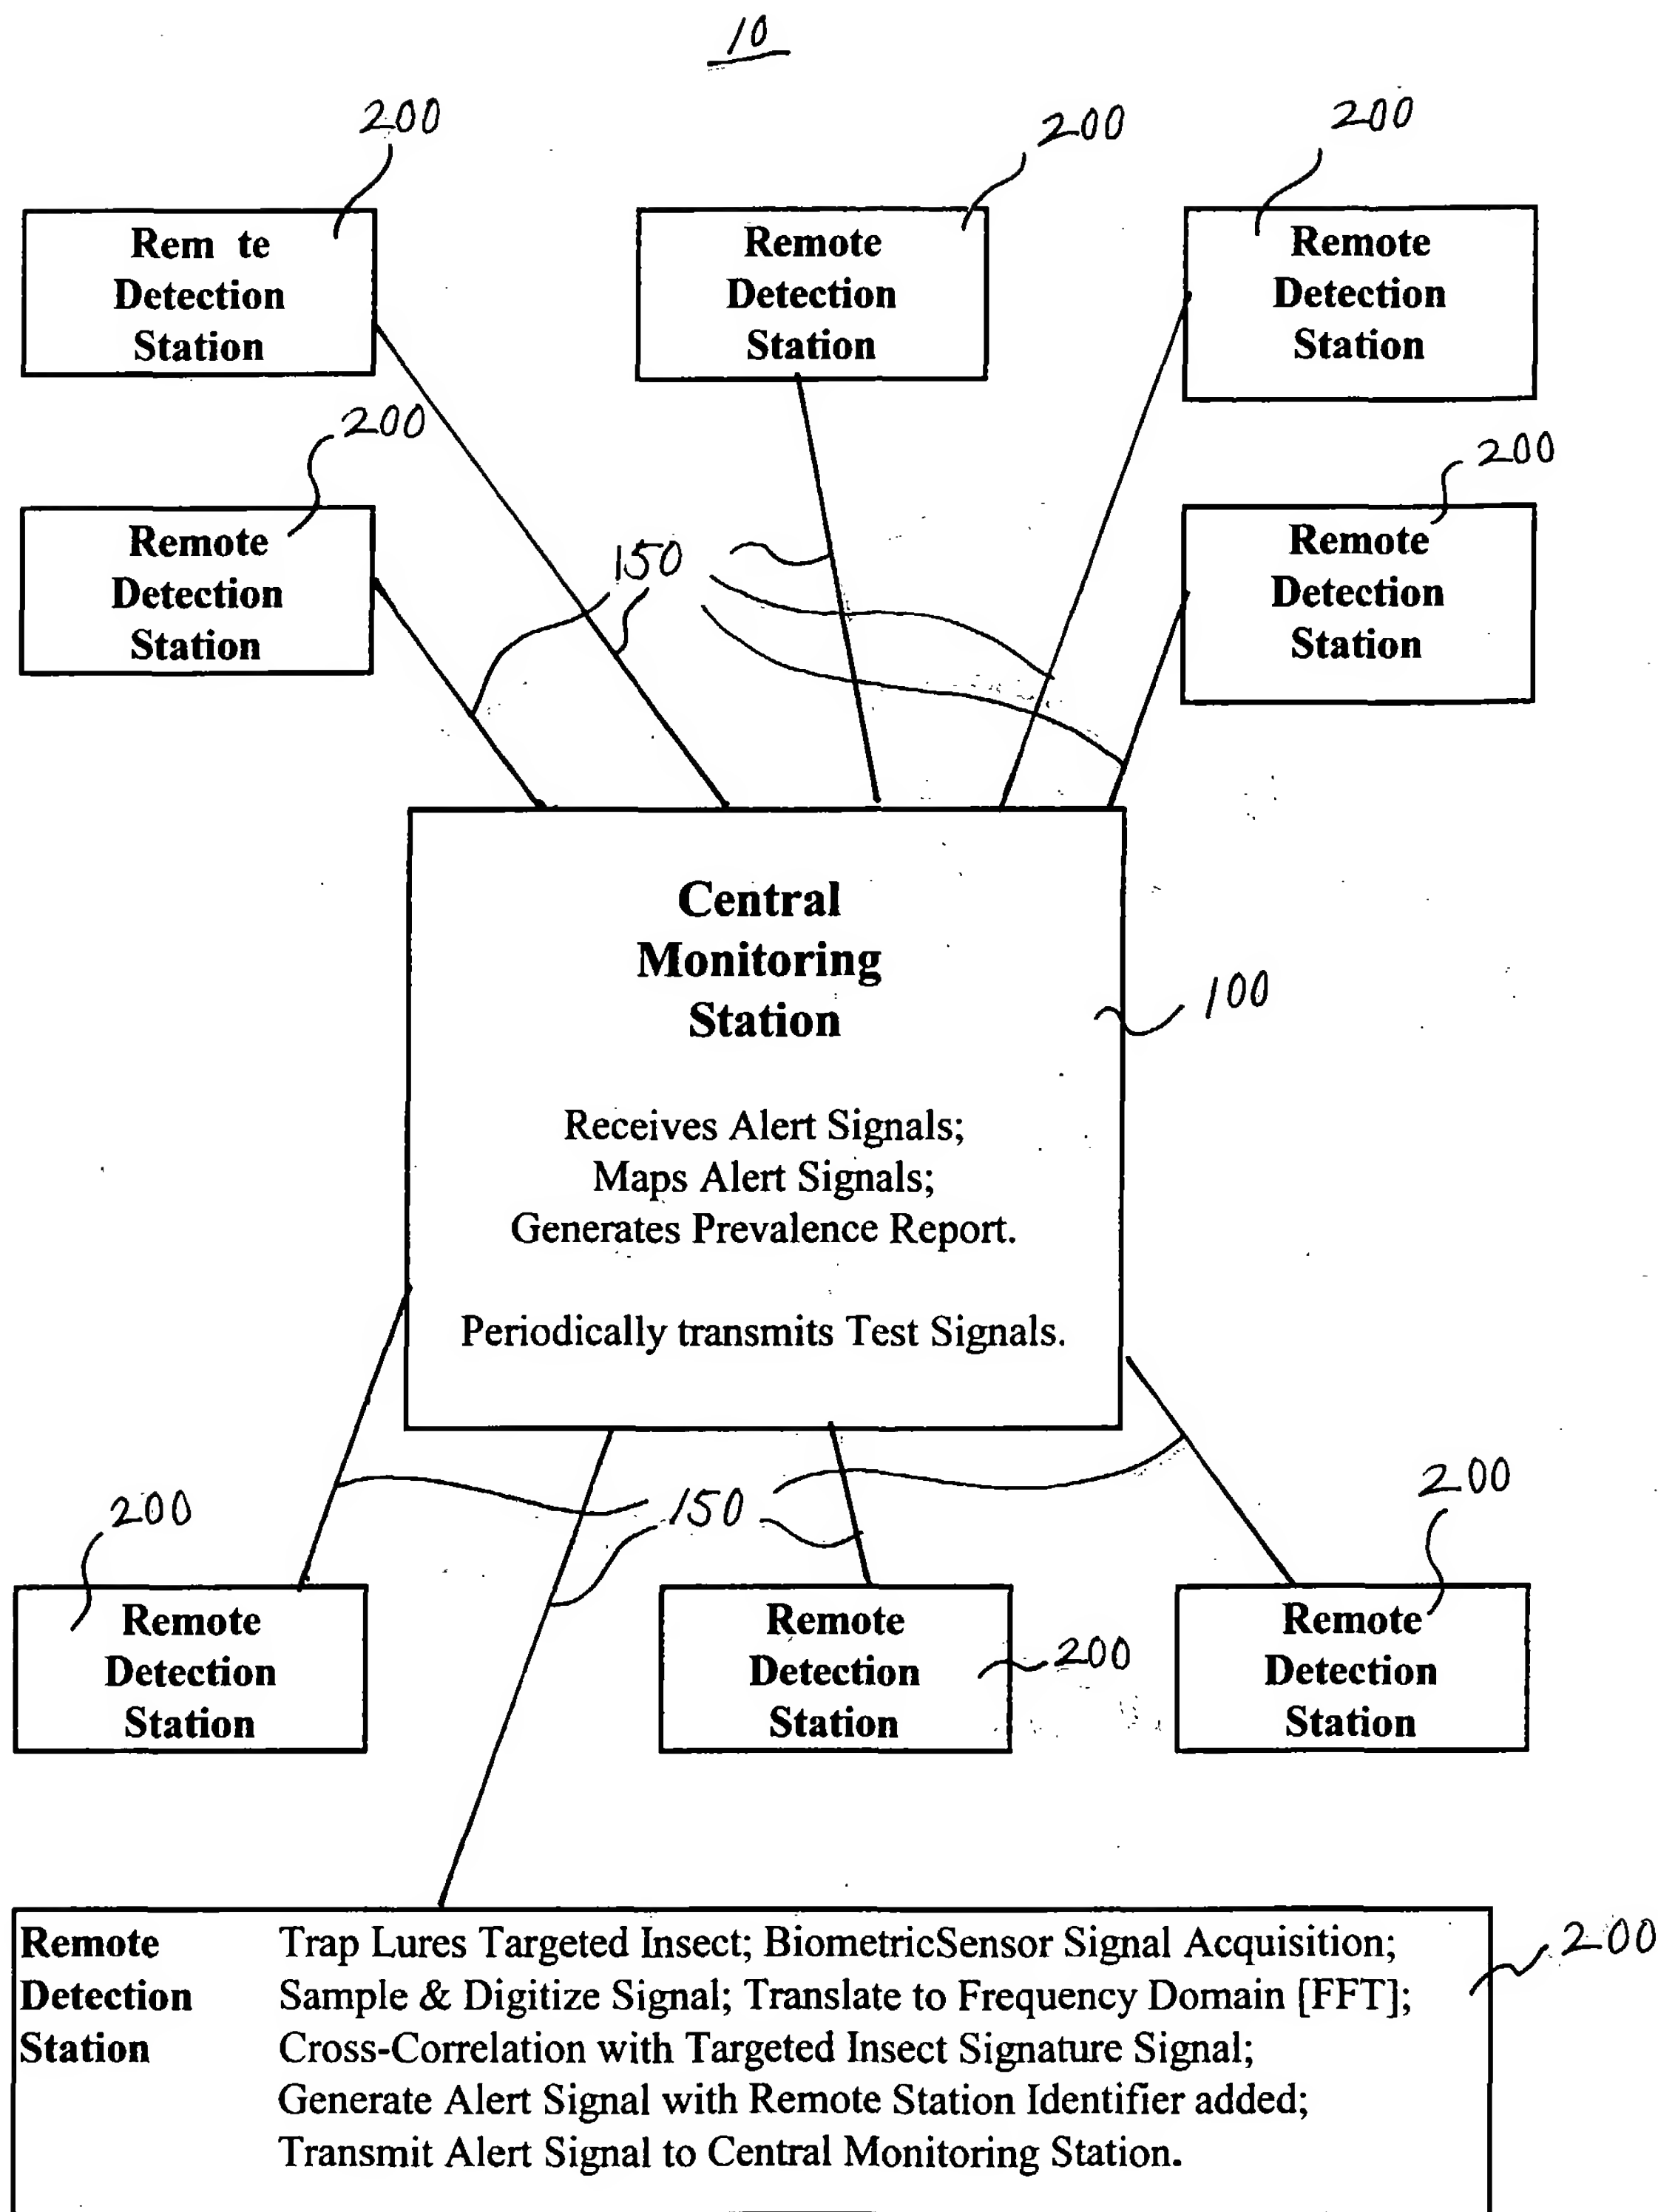 10
200
200
200
Rem te
Detection
Station
Remote
Detection
Station
Remote
Detection
Station
200
200
Remote
Detection
Station
150
Remote
Detection
Station
Central
Monitoring
Station
100
Receives Alert Signals;
Maps Alert Signals;
Generates Prevalence Report.
Periodically transmits Test Signals.
200
150
200
Remote
Detection
Station
Remote
Detection
Station
200
Remote
Detection
Station
Remote Trap Lures Targeted Insect; BiometricSensor Signal Acquisition;
200
Detection Sample & Digitize Signal; Translate to Frequency Domain [FFT];
Station Cross-Correlation with Targeted Insect Signature Signal;
Generate Alert Signal with Remote Station Identifier added;
Transmit Alert Signal to Central Monitoring Station.